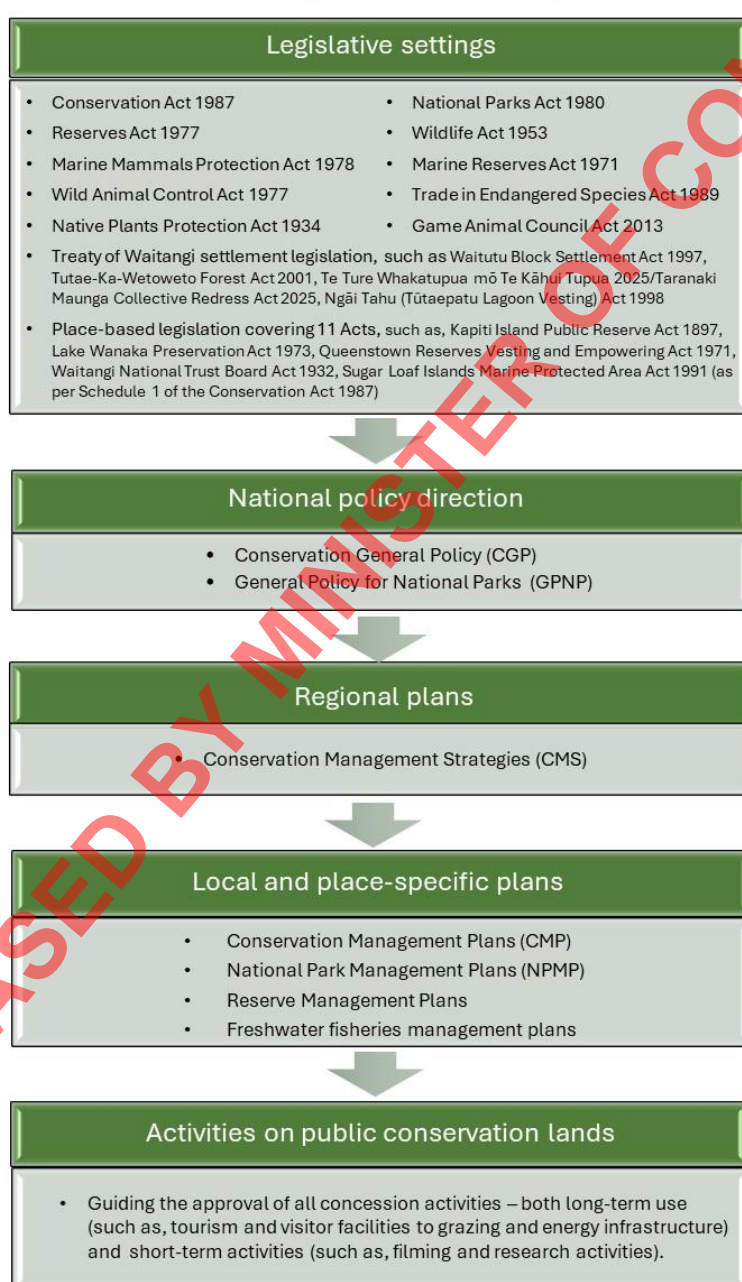 Legislative settings
• Conservation Act 1987
• Reserves Act 1977
• Marine Mammals Protection Act 1978
• Wild Animal Control Act 1977
• Native Plants Protection Act 1934
• National Parks Act 1980
• Wildlife Act 1953
• Marine Reserves Act 1971
• Trade in Endangered Species Act 1989
• Game Animal Council Act 2013
• Treaty of Waitangi settlement legislation, such as Waitutu Block Settlement Act 1997,
Tutae-Ka-Wetoweto Forest Act 2001, Te Ture Whakatupua mō Te Kāhui Tupua 2025/Taranaki
Maunga Collective Redress Act 2025, Ngāi Tahu (Tūtaepatu Lagoon Vesting) Act 1998
• Place-based legislation covering 11 Acts, such as, Kapiti Island Public Reserve Act 1897,
Lake Wanaka Preservation Act 1973, Queenstown Reserves Vesting and Empowering Act 1971,
Waitangi National Trust Board Act 1932, Sugar Loaf Islands Marine Protected Area Act 1991 (as
per Schedule 1 of the Conservation Act 1987)
National policy direction
• Conservation General Policy (CGP)
• General Policy for National Parks (GPNP)
Regional plans
• Conservation Management Strategies (CMS)
Local and place-specific plans
• Conservation Management Plans (CMP)
• National Park Management Plans (NPMP)
• Reserve Management Plans
• Freshwater fisheries management plans
Activities on public conservation lands
• Guiding the approval of all concession activities – both long-term use
(such as, tourism and visitor facilities to grazing and energy infrastructure)
and short-term activities (such as, filming and research activities).
ASED BY MINISTER OF CON